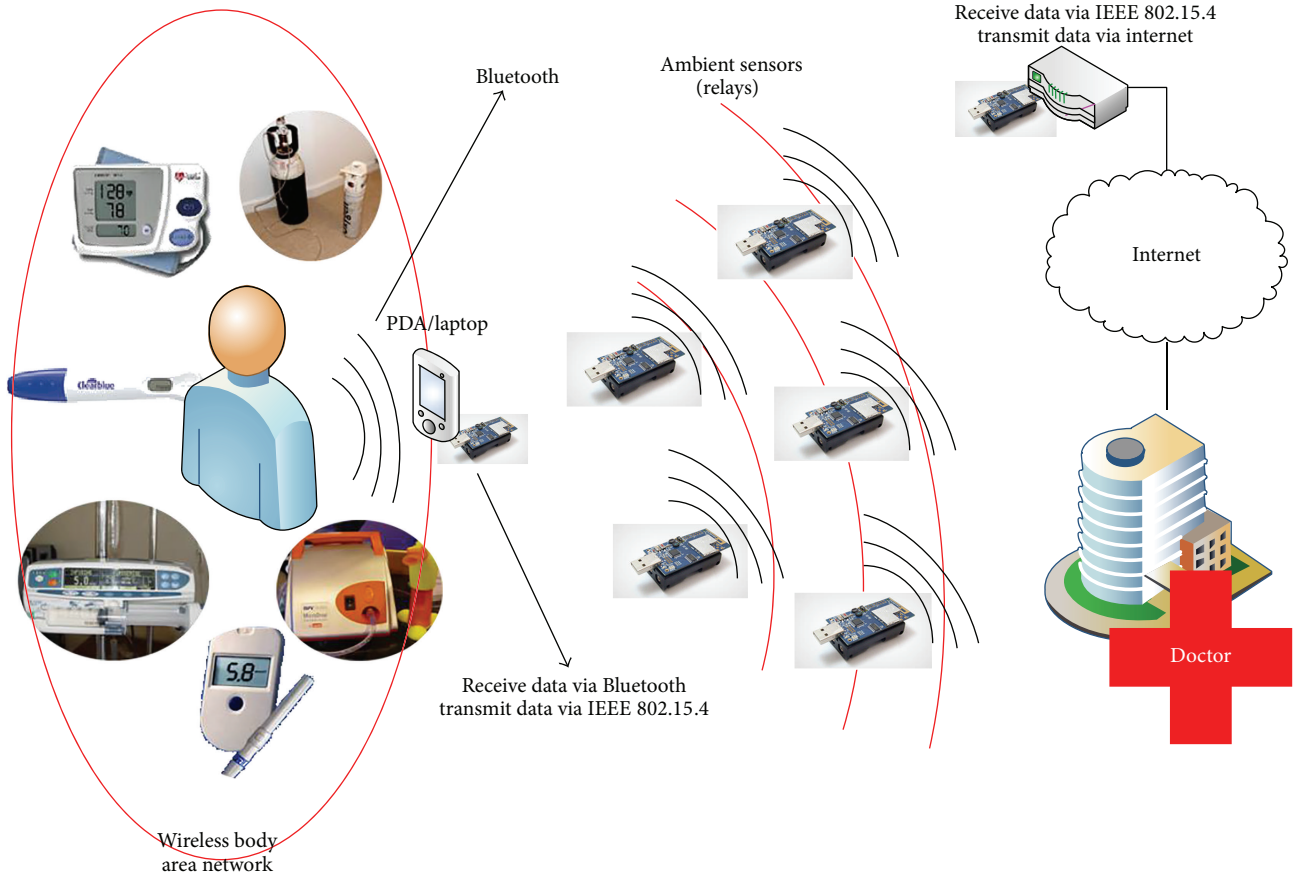 Receive data via IEEE 802.15.4
transmit data via internet
Ambient sensors
(relays)
Bluetooth
128
78
70
Internet
PDA/laptop
Clearblue
5.0
5.8
Doctor
Receive data via Bluetooth
transmit data via IEEE 802.15.4
Wireless body
area network